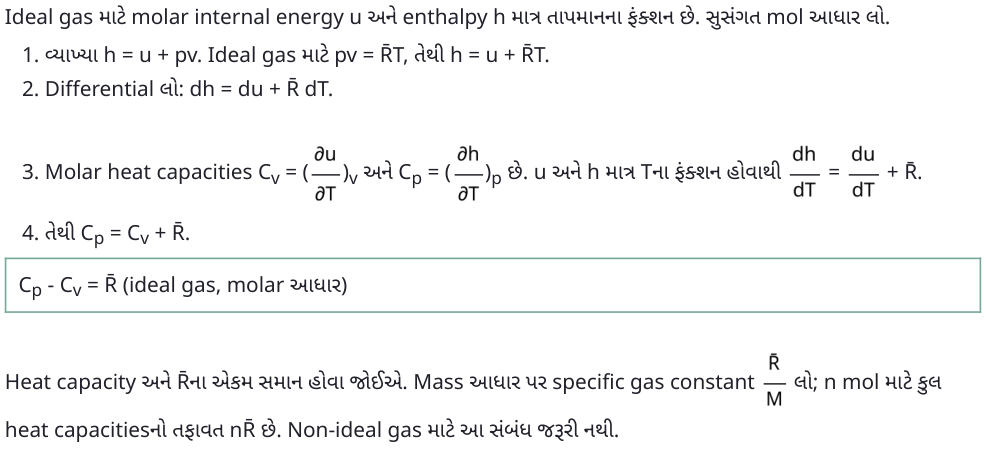 Ideal gas માટે molar internal energy u અને enthalpy h માત્ર તાપમાનના ફંક્શન છે. સુસંગત mol આધાર લો.
1. વ્યાખ્યા h = u + pv. Ideal gas માટે pv = R̄T, તેથી h = u + R̄T.
2. Differential લો: dh = du + R̄ dT.
3. Molar heat capacities Cᵥ = (∂u/∂T)ᵥ અને Cₚ = (∂h/∂T)ₚ છે. u અને h માત્ર Tના ફંક્શન હોવાથી dh/dT = du/dT + R̄.
4. તેથી Cₚ = Cᵥ + R̄.
Cₚ - Cᵥ = R̄ (ideal gas, molar આધાર)
Heat capacity અને R̄ના એકમ સમાન હોવા જોઈએ. Mass આધાર પર specific gas constant R̄/M લો; n mol માટે કુલ
heat capacitiesનો તફાવત nR̄ છે. Non-ideal gas માટે આ સંબંધ જરૂરી નથી.